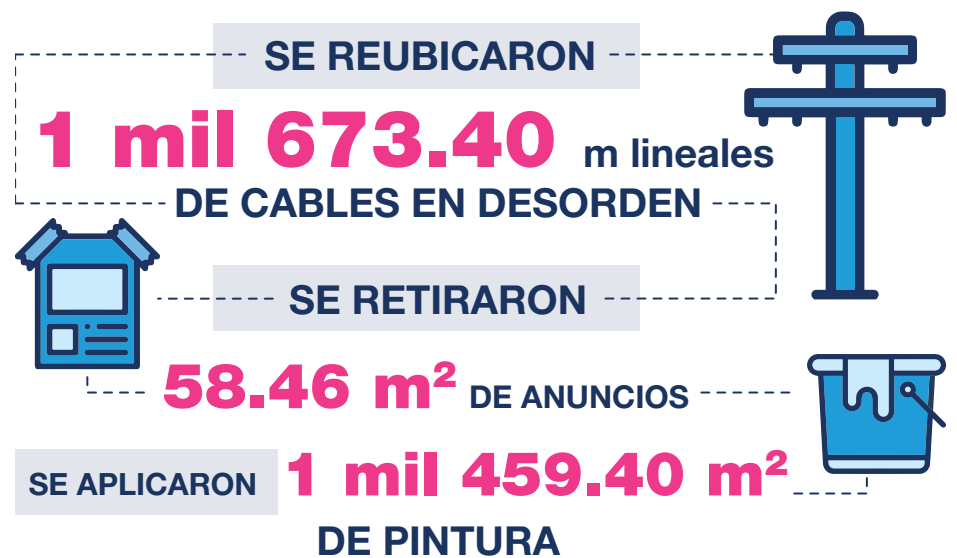 SE REUBICARON
1 mil 673.40 m lineales
DE CABLES EN DESORDEN
SE RETIRARON
58.46 m² DE ANUNCIOS
SE APLICARON 1 mil 459.40 m²
DE PINTURA